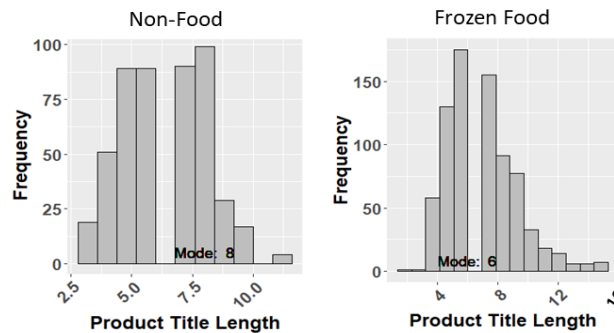 Non-Food
Frozen Food
100
75
50
25
0
Frequency
Mode: 8
2.5
5.0
7.5
10.0
Product Title Length
150
100
50
0
Frequency
Mode: 6
4
8
12
Product Title Length